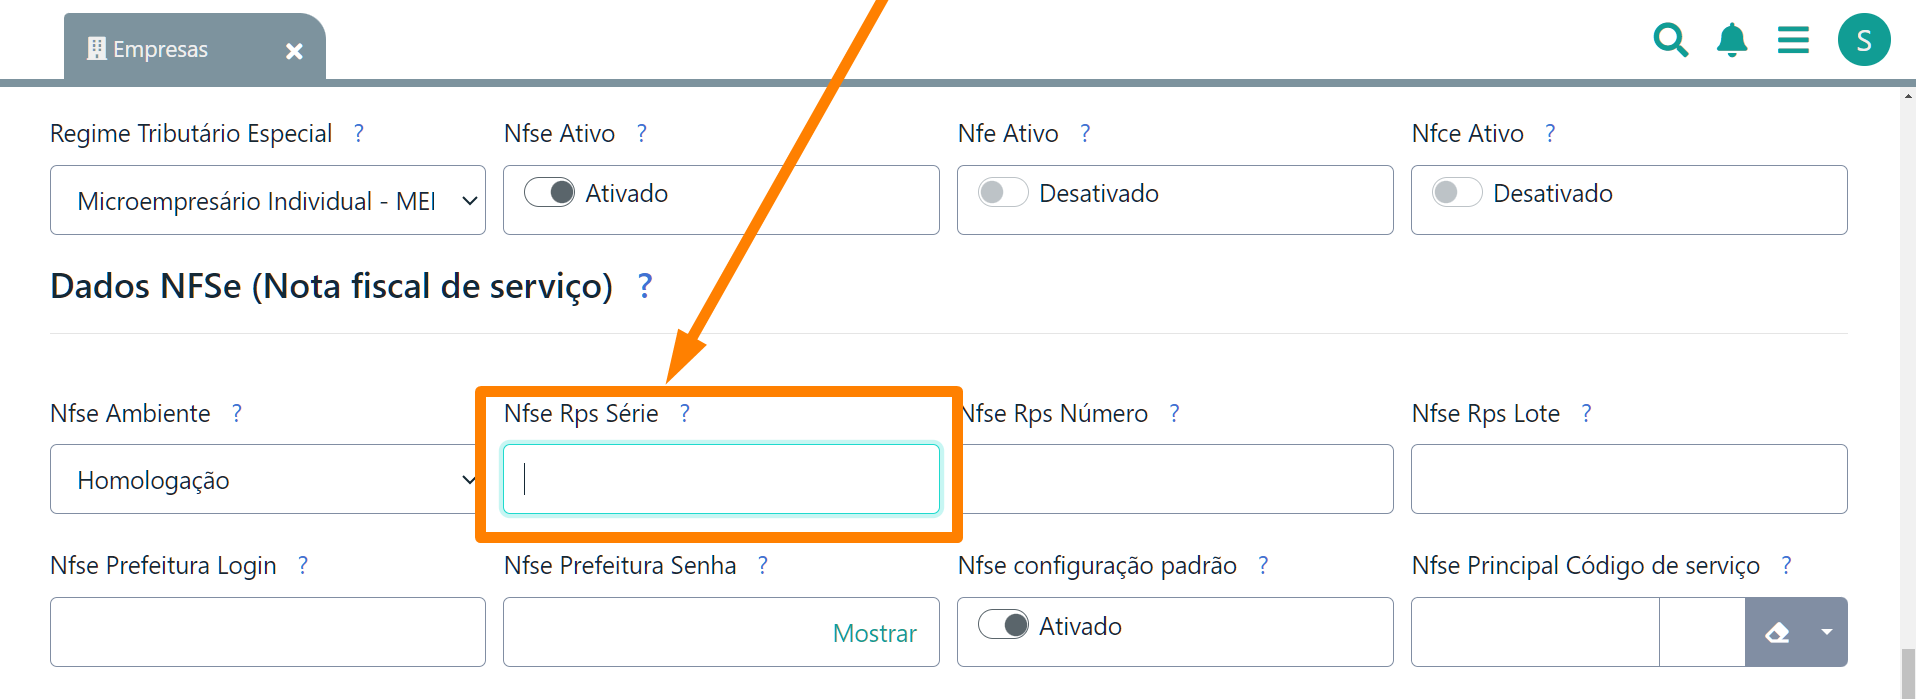 Empresas
S
Regime Tributário Especial ?
Nfse Ativo ?
Nfe Ativo ?
Nfce Ativo ?
Microempresário Individual - MEI
Ativado
Desativado
Desativado
Dados NFSe (Nota fiscal de serviço) ?
Nfse Ambiente ?
Nfse Rps Série ?
Nfse Rps Número ?
Nfse Rps Lote ?
Homologação
Nfse Prefeitura Login ?
Nfse Prefeitura Senha ?
Nfse configuração padrão ?
Nfse Principal Código de serviço ?
Mostrar
Ativado